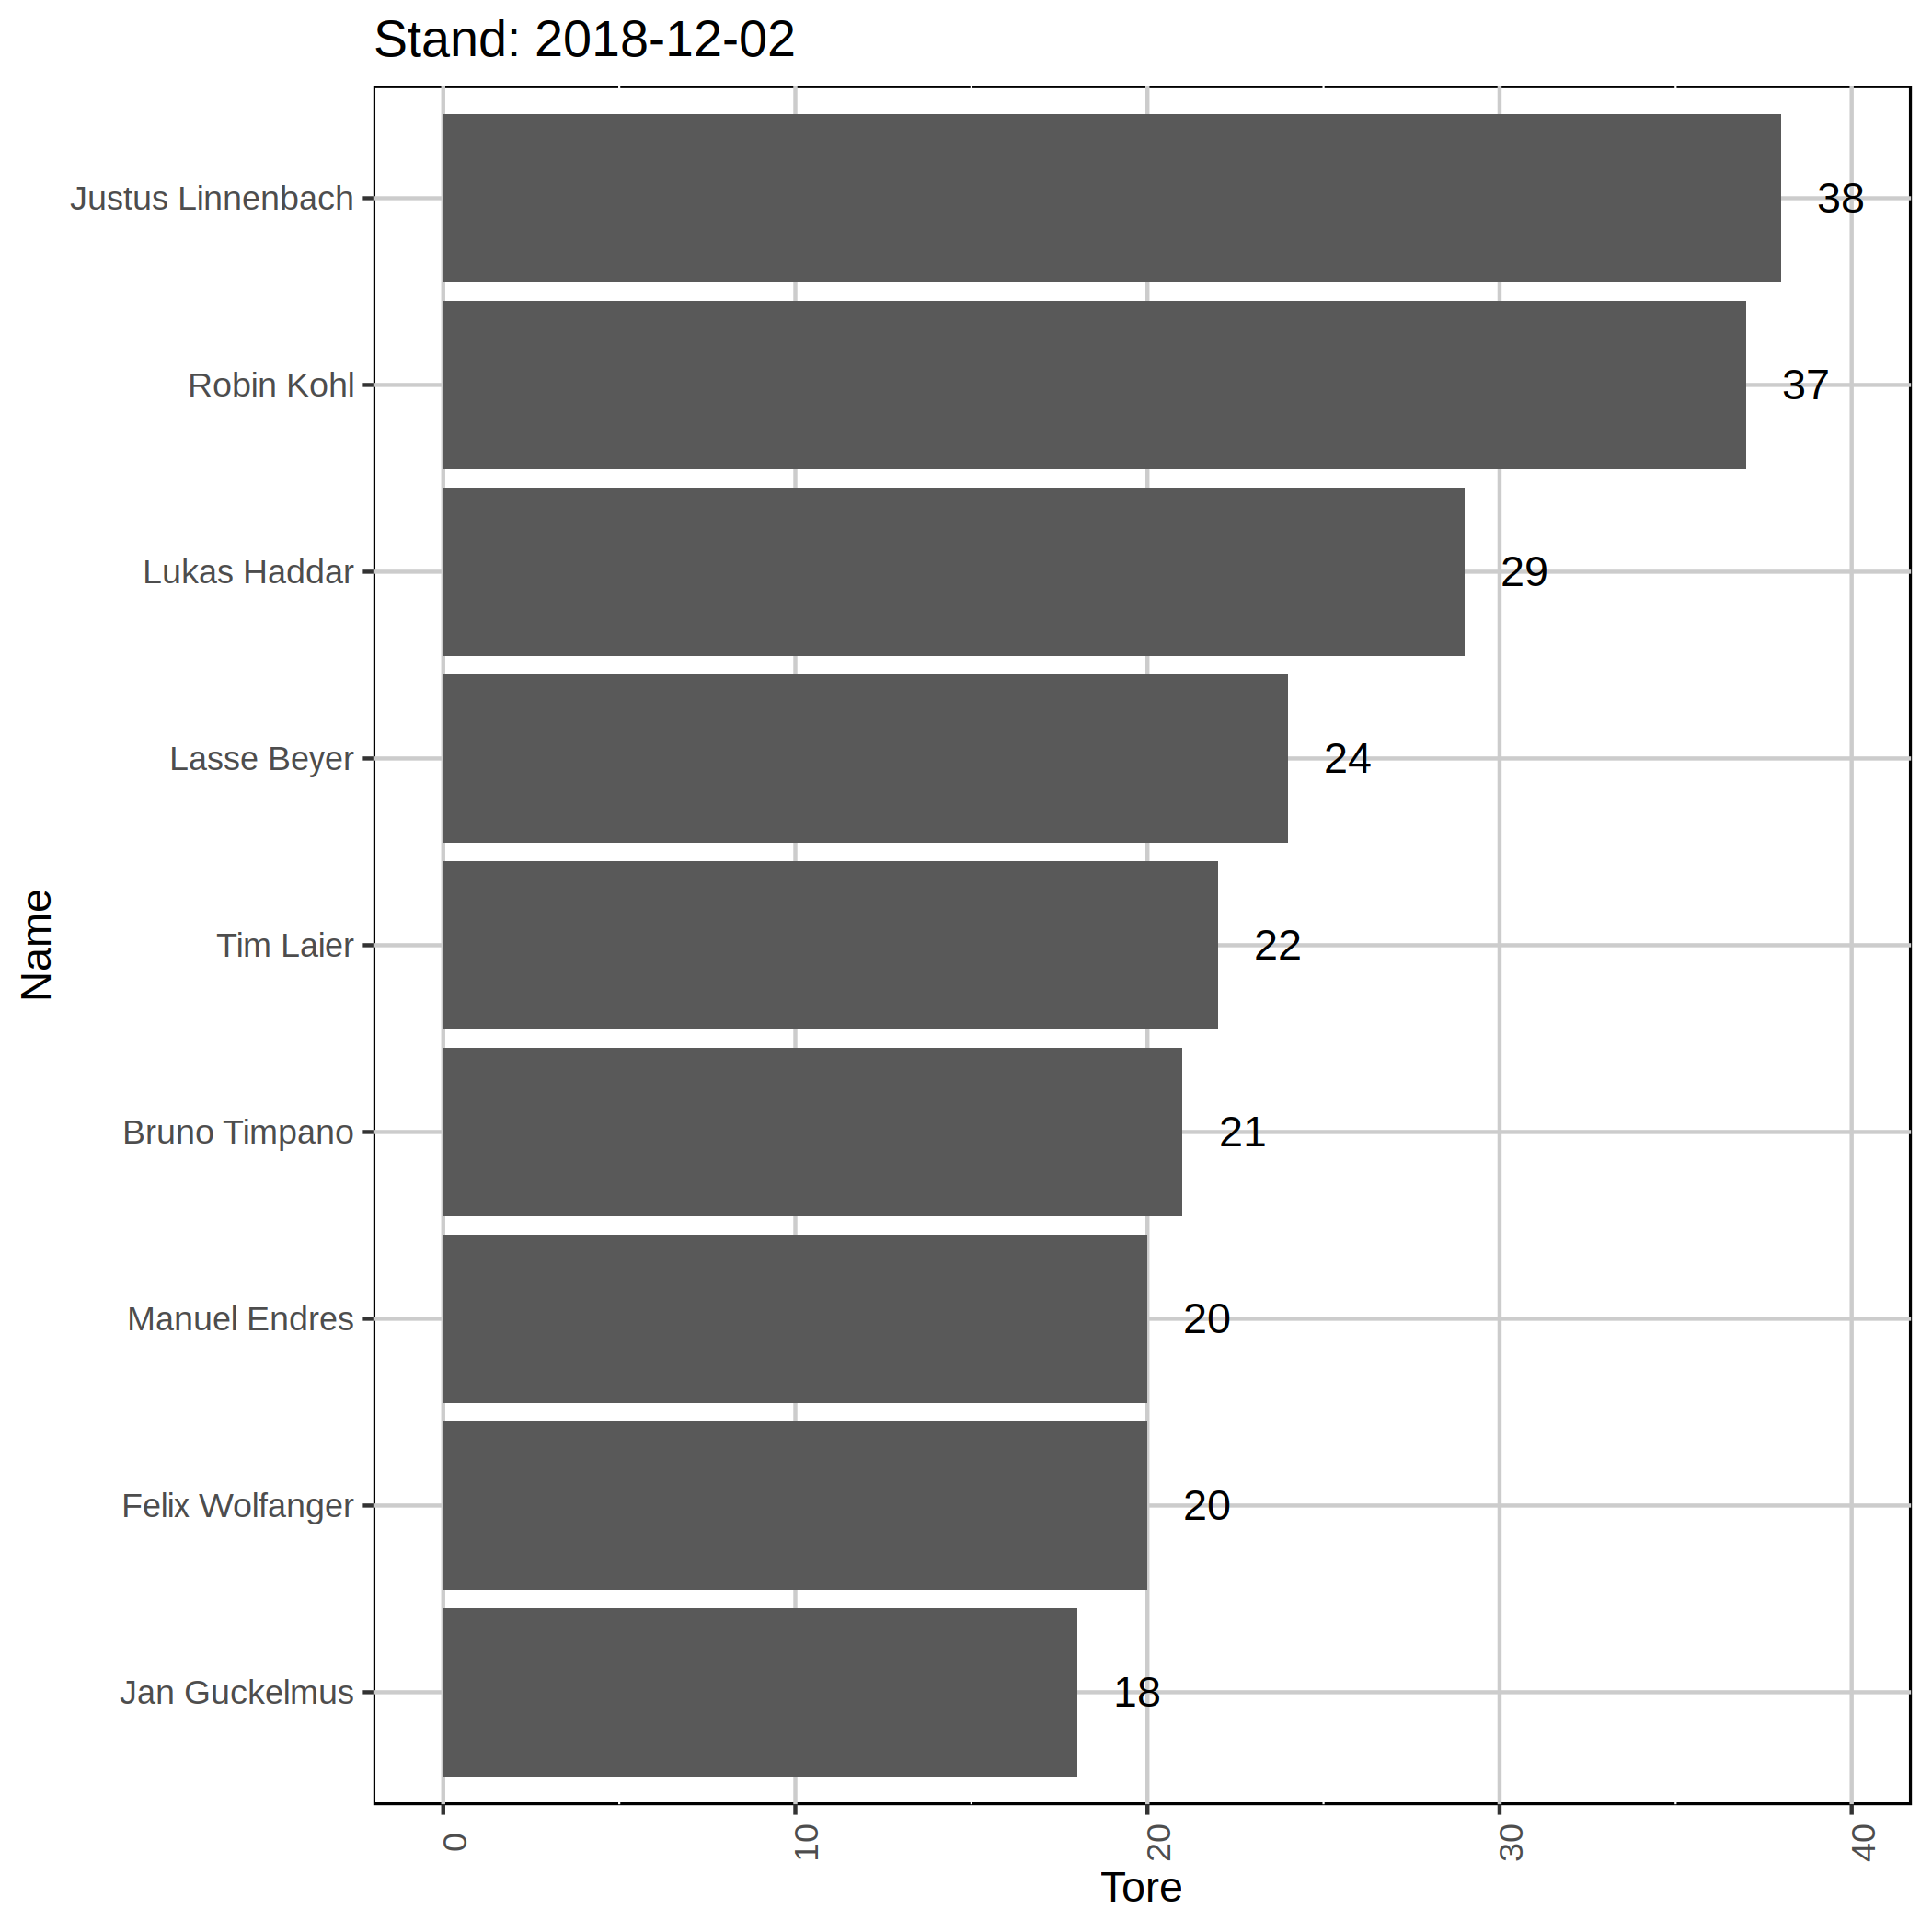 Stand: 2018-12-02
Justus Linnenbach 38
Robin Kohl 37
Lukas Haddar 29
Lasse Beyer 24
Tim Laier 22
Bruno Timpano 21
Manuel Endres 20
Felix Wolfanger 20
Jan Guckelmus 18
Name
0 10 20 30 40
Tore